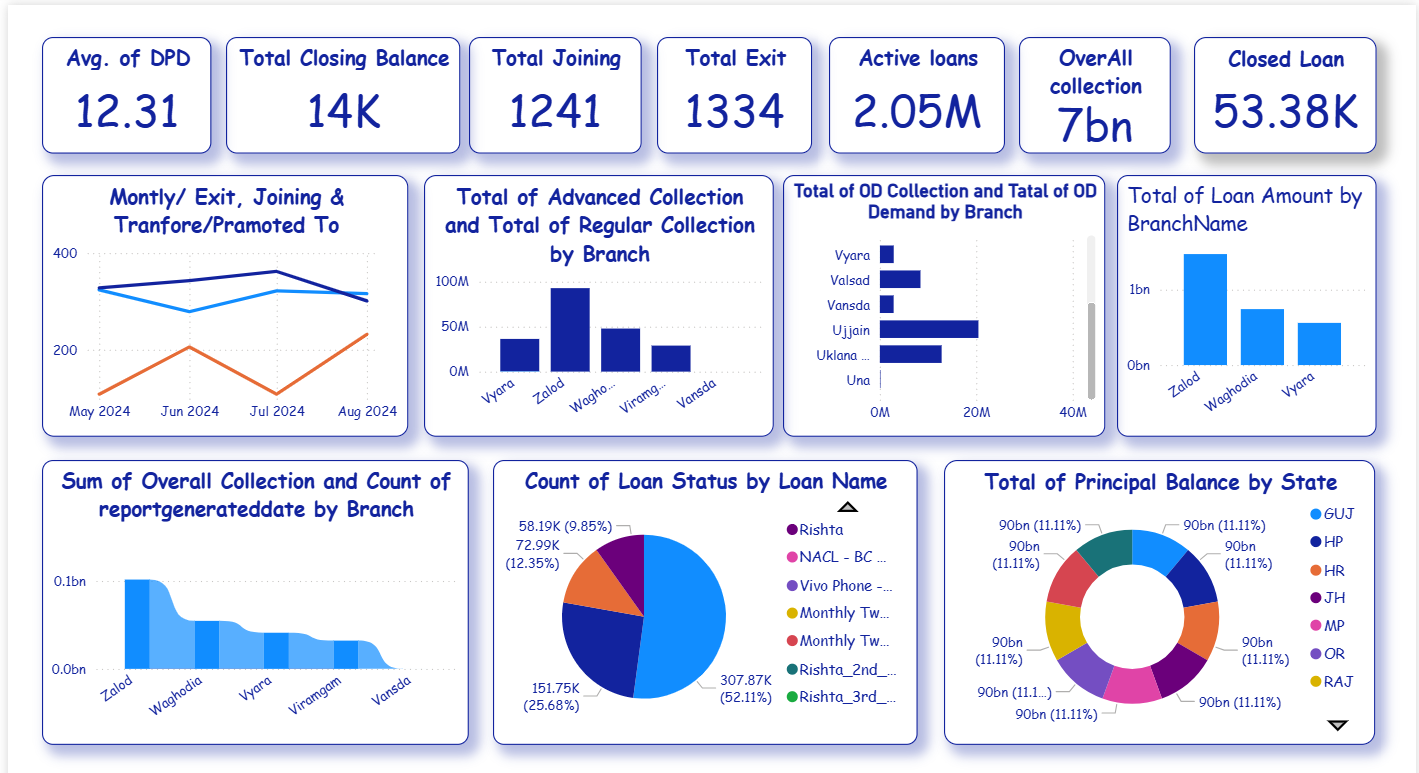 Avg. of DPD
12.31
Total Closing Balance
14K
Total Joining
1241
Total Exit
1334
Active loans
2.05M
OverAll
collection
7bn
Closed Loan
53.38K
Montly/ Exit, Joining &
Tranfore/Pramoted To
400
200
May 2024
Jun 2024
Jul 2024
Aug 2024
Total of Advanced Collection
and Total of Regular Collection
by Branch
100M
50M
0M
Vyara
Zalod
Wagho...
Viramg...
Vansda
Total of OD Collection and Tatal of OD
Demand by Branch
Vyara
Valsad
Vansda
Ujjain
Uklana ...
Una
0M
20M
40M
Total of Loan Amount by
BranchName
1bn
0bn
Zalod
Waghodia
Vyara
Sum of Overall Collection and Count of
reportgenerateddate by Branch
0.1bn
0.0bn
Zalod
Waghodia
Vyara
Viramgam
Vansda
Count of Loan Status by Loan Name
58.19K (9.85%)
72.99K
(12.35%)
151.75K
(25.68%)
307.87K
(52.11%)
Rishta
NACL - BC ...
Vivo Phone -...
Monthly Tw...
Monthly Tw...
Rishta_2nd_...
Rishta_3rd_...
Total of Principal Balance by State
90bn (11.11%)
90bn (11.11%)
90bn
(11.11%)
90bn
(11.11%)
90bn
(11.11%)
90bn
(11.11%)
90bn (11.1...)
90bn (11.11%)
90bn (11.11%)
GUJ
HP
HR
JH
MP
OR
RAJ